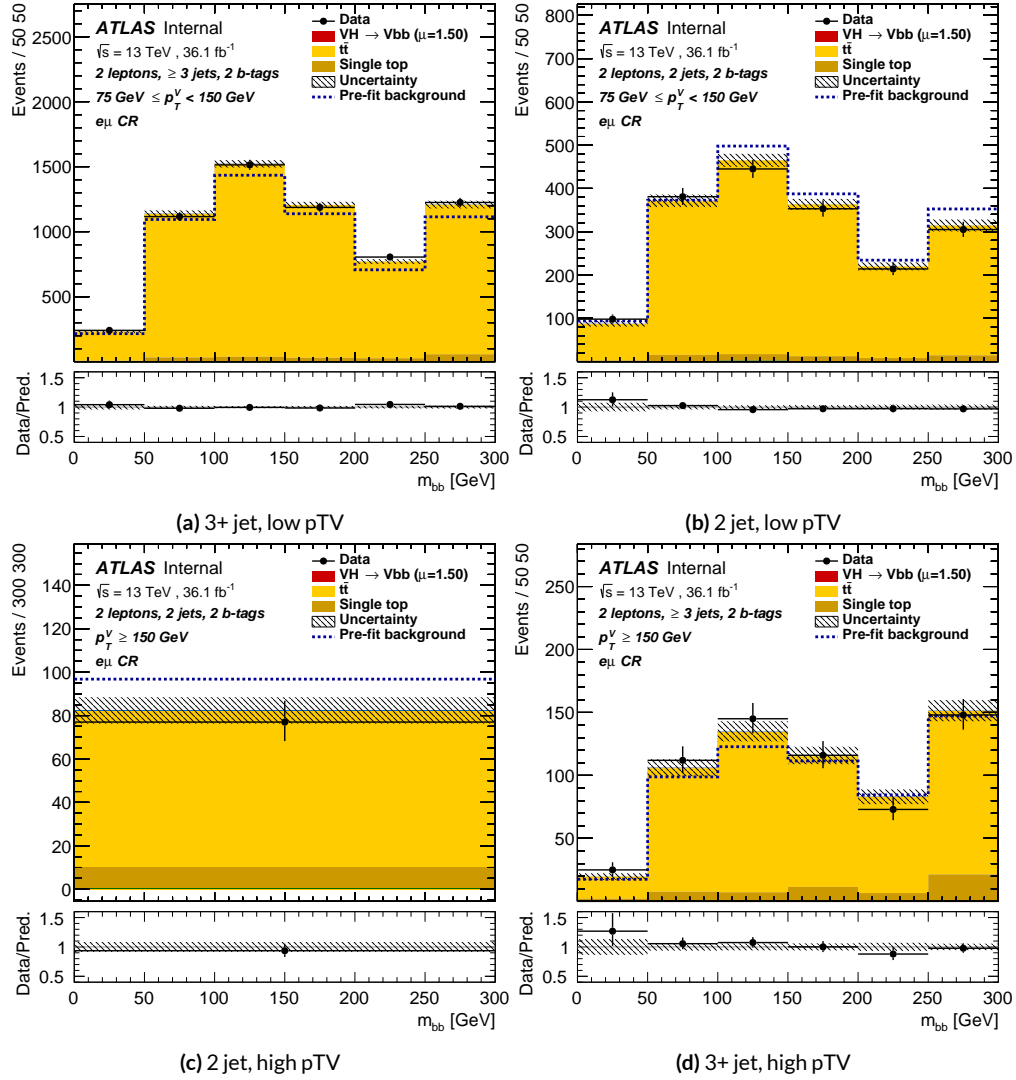 ATLAS Internal
√s = 13 TeV , 36.1 fb⁻¹
2 leptons, ≥ 3 jets, 2 b-tags
75 GeV ≤ p_T^V < 150 GeV
eμ CR
Data
VH → Vbb (μ=1.50)
tt̄
Single top
Uncertainty
Pre-fit background
Events / 50 50
2500
2000
1500
1000
500
Data/Pred.
1.5
1
0.5
0 50 100 150 200 250 300
m_bb [GeV]
(a) 3+ jet, low pTV
ATLAS Internal
√s = 13 TeV , 36.1 fb⁻¹
2 leptons, 2 jets, 2 b-tags
75 GeV ≤ p_T^V < 150 GeV
eμ CR
Data
VH → Vbb (μ=1.50)
tt̄
Single top
Uncertainty
Pre-fit background
Events / 50 50
800
700
600
500
400
300
200
100
0
Data/Pred.
1.5
1
0.5
0 50 100 150 200 250 300
m_bb [GeV]
(b) 2 jet, low pTV
ATLAS Internal
√s = 13 TeV , 36.1 fb⁻¹
2 leptons, 2 jets, 2 b-tags
p_T^V ≥ 150 GeV
eμ CR
Data
VH → Vbb (μ=1.50)
tt̄
Single top
Uncertainty
Pre-fit background
Events / 300 300
140
120
100
80
60
40
20
0
Data/Pred.
1.5
1
0.5
0 50 100 150 200 250 300
m_bb [GeV]
(c) 2 jet, high pTV
ATLAS Internal
√s = 13 TeV , 36.1 fb⁻¹
2 leptons, ≥ 3 jets, 2 b-tags
p_T^V ≥ 150 GeV
eμ CR
Data
VH → Vbb (μ=1.50)
tt̄
Single top
Uncertainty
Pre-fit background
Events / 50 50
250
200
150
100
50
Data/Pred.
1.5
1
0.5
0 50 100 150 200 250 300
m_bb [GeV]
(d) 3+ jet, high pTV